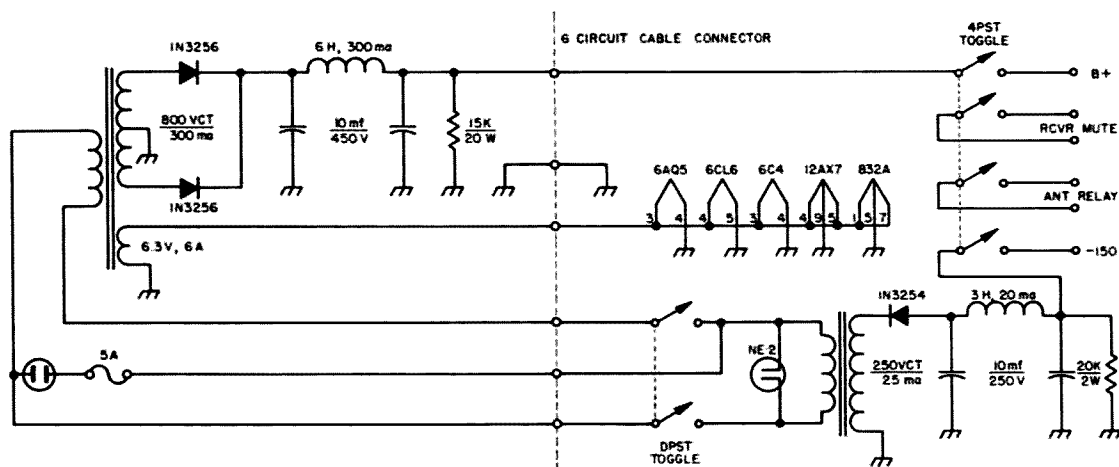 6 CIRCUIT CABLE CONNECTOR
4PST
TOGGLE
1N3256
6 H, 300 ma
800 VCT
300 ma
10 mf
450 V
15K
20 W
1N3256
B+
RCVR MUTE
ANT RELAY
-150
6AQ5
6CL6
6C4
12AX7
832A
3 4
4 5
3 4
4 9 5
1 5 7
6.3V, 6A
5A
NE-2
DPST
TOGGLE
1N3254
3 H, 20 ma
250VCT
25 ma
10 mf
250 V
20K
2W